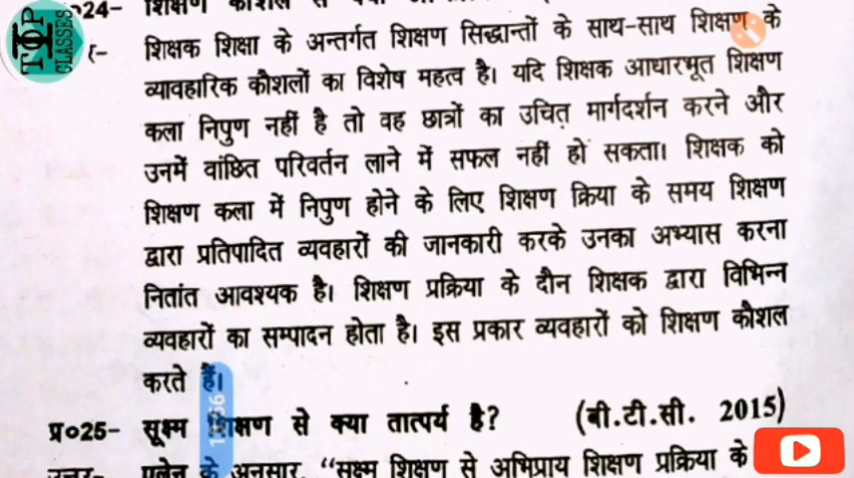 प्र०24- शिक्षण कौशल से क्या
शिक्षक शिक्षा के अन्तर्गत शिक्षण सिद्धान्तों के साथ-साथ शिक्षण के
व्यावहारिक कौशलों का विशेष महत्व है। यदि शिक्षक आधारभूत शिक्षण
कला निपुण नहीं है तो वह छात्रों का उचित मार्गदर्शन करने और
उनमें वांछित परिवर्तन लाने में सफल नहीं हो सकता। शिक्षक को
शिक्षण कला में निपुण होने के लिए शिक्षण क्रिया के समय शिक्षण
द्वारा प्रतिपादित व्यवहारों की जानकारी करके उनका अभ्यास करना
नितांत आवश्यक है। शिक्षण प्रक्रिया के दौन शिक्षक द्वारा विभिन्न
व्यवहारों का सम्पादन होता है। इस प्रकार व्यवहारों को शिक्षण कौशल
करते हैं।
प्र०25- सूक्ष्म शिक्षण से क्या तात्पर्य है? (बी.टी.सी. 2015)
उत्तर- एलेन के अनुसार, “सूक्ष्म शिक्षण से अभिप्राय शिक्षण प्रक्रिया के
TOP
CLASSES